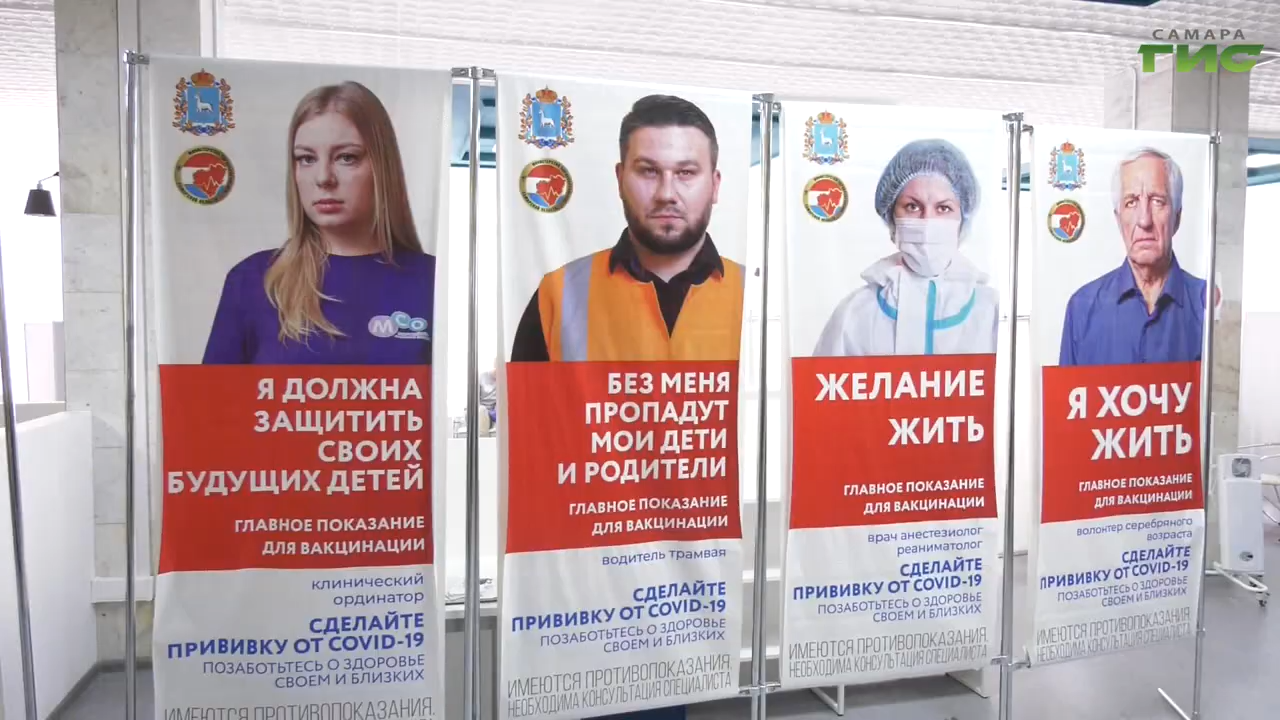 САМАРА
ГИС
МСО
Я ДОЛЖНА
ЗАЩИТИТЬ
СВОИХ
БУДУЩИХ ДЕТЕЙ
ГЛАВНОЕ ПОКАЗАНИЕ
ДЛЯ ВАКЦИНАЦИИ
клинический
ординатор
СДЕЛАЙТЕ
ПРИВИВКУ ОТ COVID-19
ПОЗАБОТЬТЕСЬ О ЗДОРОВЬЕ
СВОЕМ И БЛИЗКИХ
ИМЕЮТСЯ ПРОТИВОПОКАЗАНИЯ.
БЕЗ МЕНЯ
ПРОПАДУТ
МОИ ДЕТИ
И РОДИТЕЛИ
ГЛАВНОЕ ПОКАЗАНИЕ
ДЛЯ ВАКЦИНАЦИИ
водитель трамвая
СДЕЛАЙТЕ
ПРИВИВКУ ОТ COVID-19
ПОЗАБОТЬТЕСЬ О ЗДОРОВЬЕ
СВОЕМ И БЛИЗКИХ
ИМЕЮТСЯ ПРОТИВОПОКАЗАНИЯ.
НЕОБХОДИМА КОНСУЛЬТАЦИЯ СПЕЦИАЛИСТА
ЖЕЛАНИЕ
ЖИТЬ
ГЛАВНОЕ ПОКАЗАНИЕ
ДЛЯ ВАКЦИНАЦИИ
врач анестезиолог
реаниматолог
СДЕЛАЙТЕ
ПРИВИВКУ ОТ COVID-19
ПОЗАБОТЬТЕСЬ О ЗДОРОВЬЕ
СВОЕМ И БЛИЗКИХ
ИМЕЮТСЯ ПРОТИВОПОКАЗАНИЯ.
НЕОБХОДИМА КОНСУЛЬТАЦИЯ СПЕЦИАЛИСТА
Я ХОЧУ
ЖИТЬ
ГЛАВНОЕ ПОКАЗАНИЕ
ДЛЯ ВАКЦИНАЦИИ
волонтер серебряного
возраста
СДЕЛАЙТЕ
ПРИВИВКУ ОТ COVID-19
ПОЗАБОТЬТЕСЬ О ЗДОРОВЬЕ
СВОЕМ И БЛИЗКИХ
ИМЕЮТСЯ ПРОТИВОПОКАЗАНИЯ.
НЕОБХОДИМА КОНСУЛЬТАЦИЯ СПЕЦИАЛИСТА